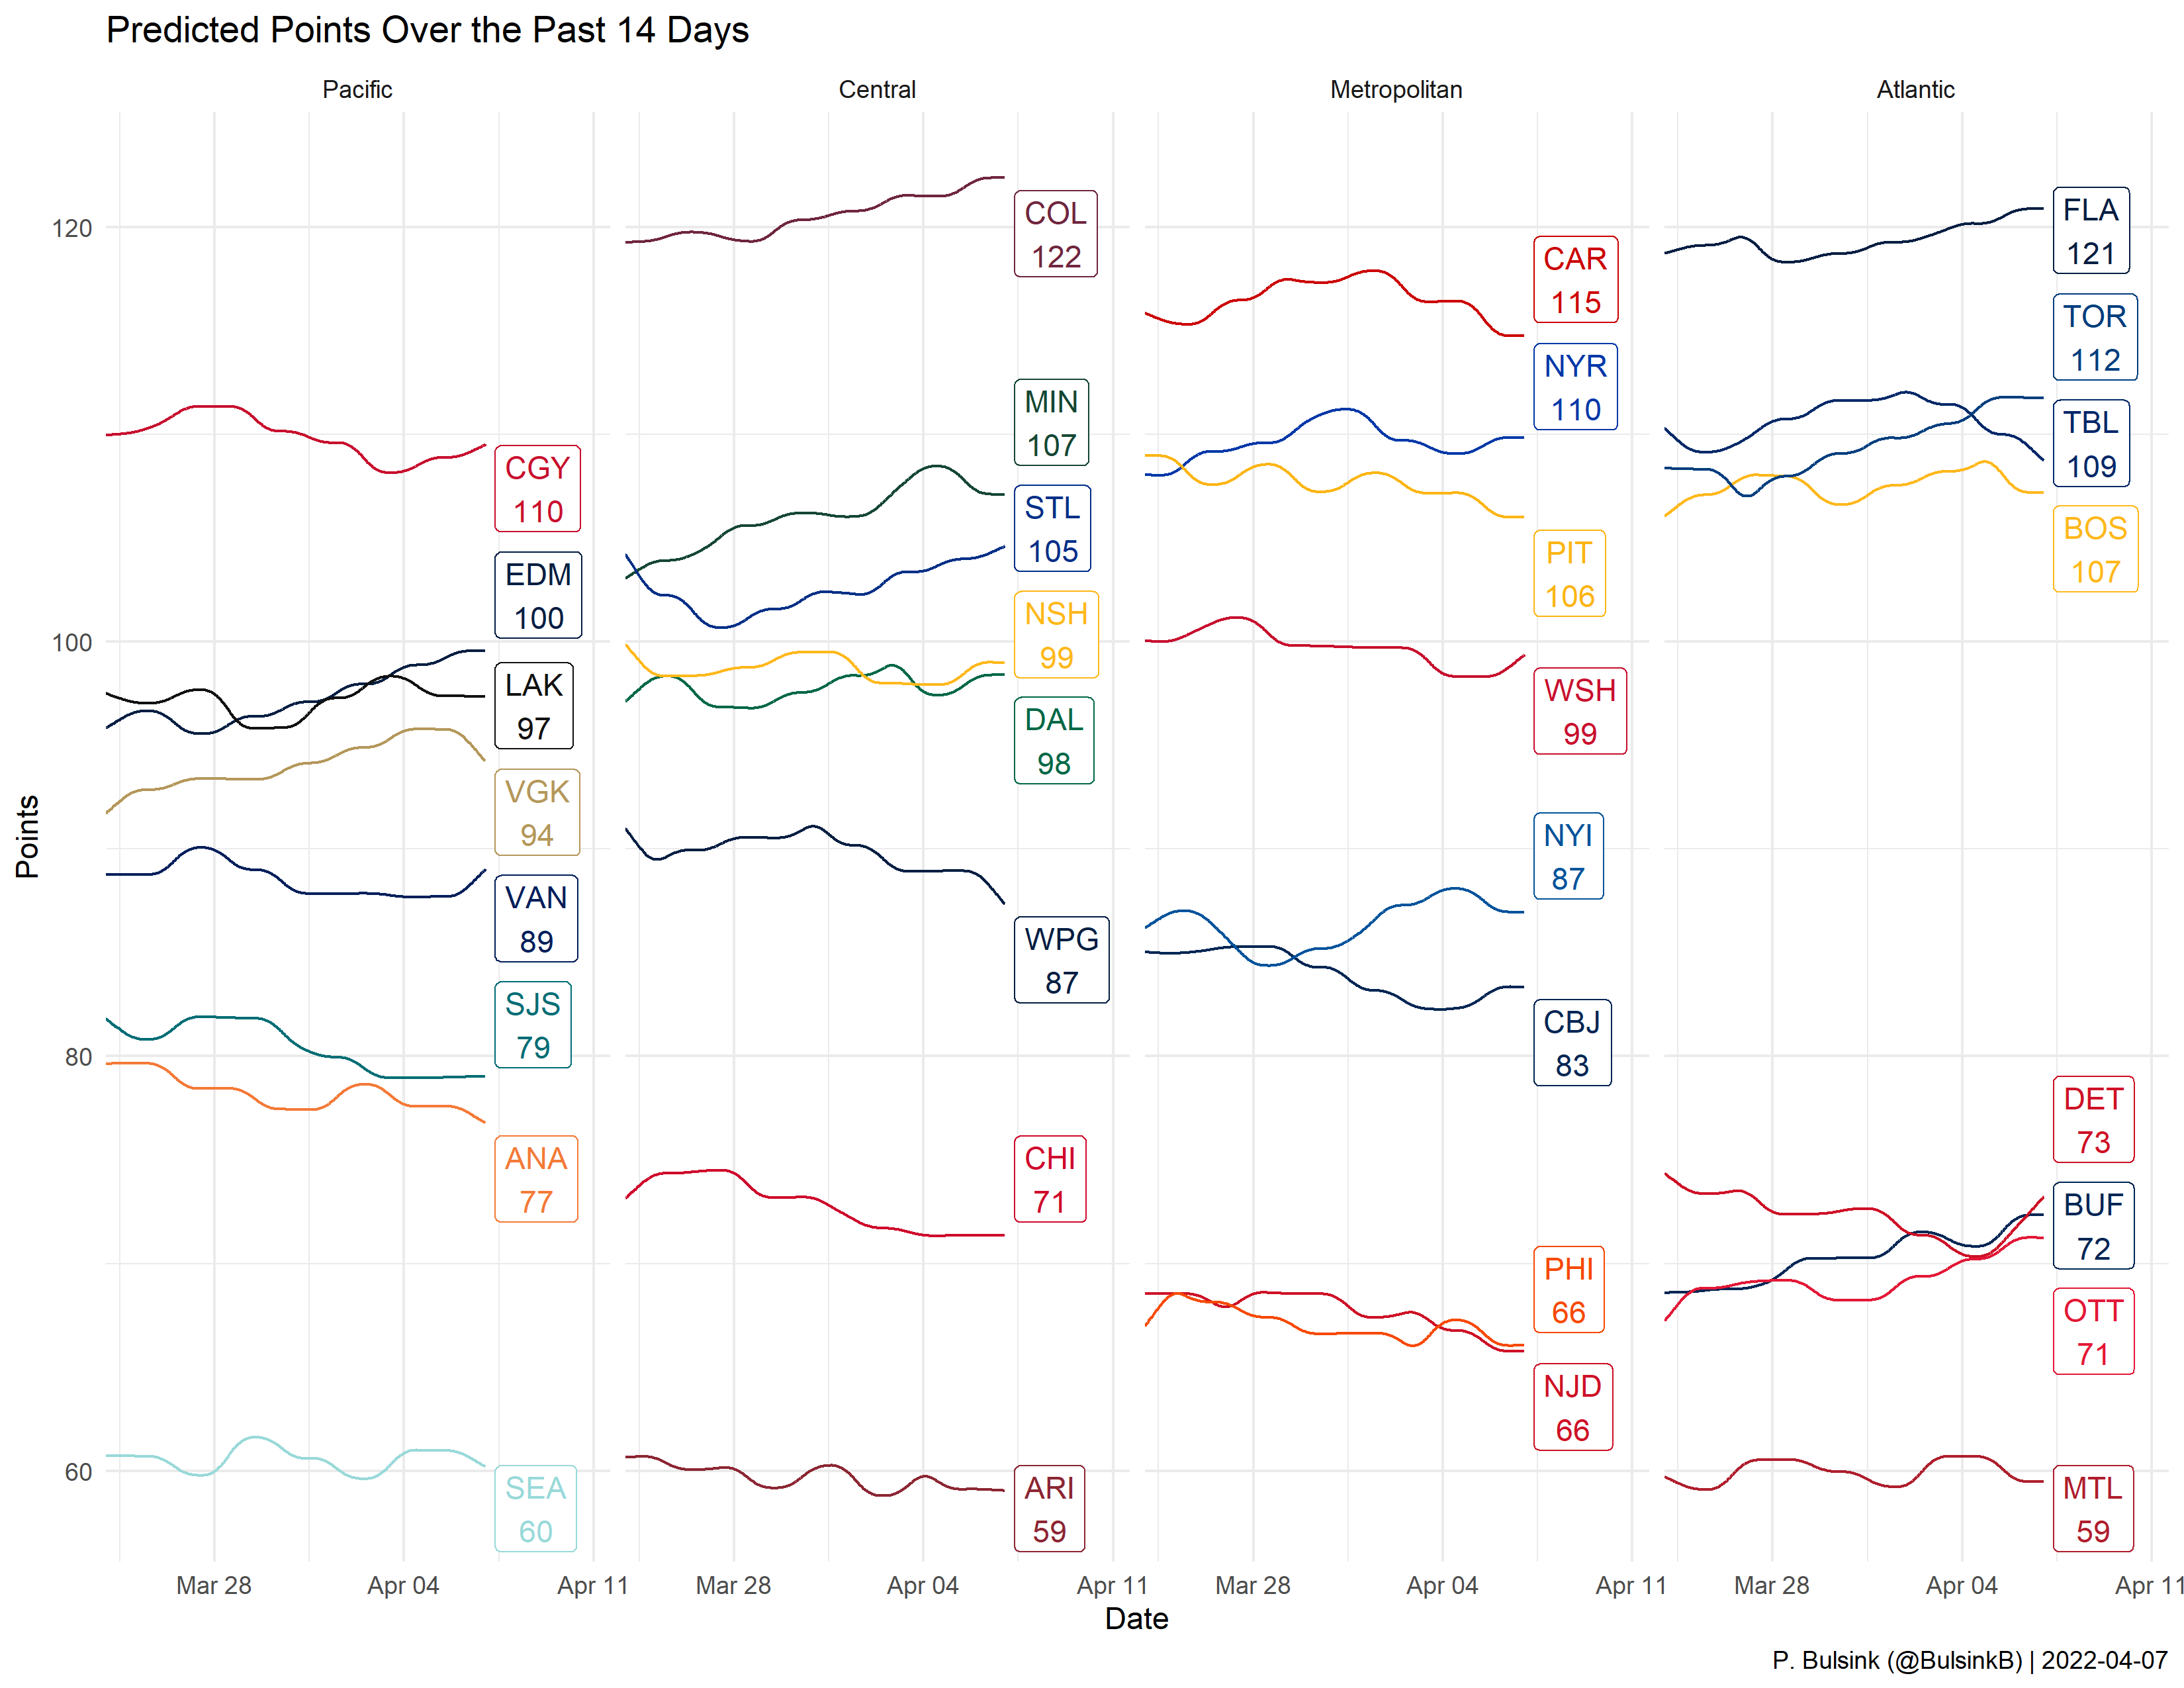 Predicted Points Over the Past 14 Days
Pacific
Central
Metropolitan
Atlantic
Points
120
100
80
60
CGY
110
EDM
100
LAK
97
VGK
94
VAN
89
SJS
79
ANA
77
SEA
60
COL
122
MIN
107
STL
105
NSH
99
DAL
98
WPG
87
CHI
71
ARI
59
CAR
115
NYR
110
PIT
106
WSH
99
NYI
87
CBJ
83
PHI
66
NJD
66
FLA
121
TOR
112
TBL
109
BOS
107
DET
73
BUF
72
OTT
71
MTL
59
Mar 28
Apr 04
Apr 11
Mar 28
Apr 04
Apr 11
Mar 28
Apr 04
Apr 11
Mar 28
Apr 04
Apr 11
Date
P. Bulsink (@BulsinkB) | 2022-04-07